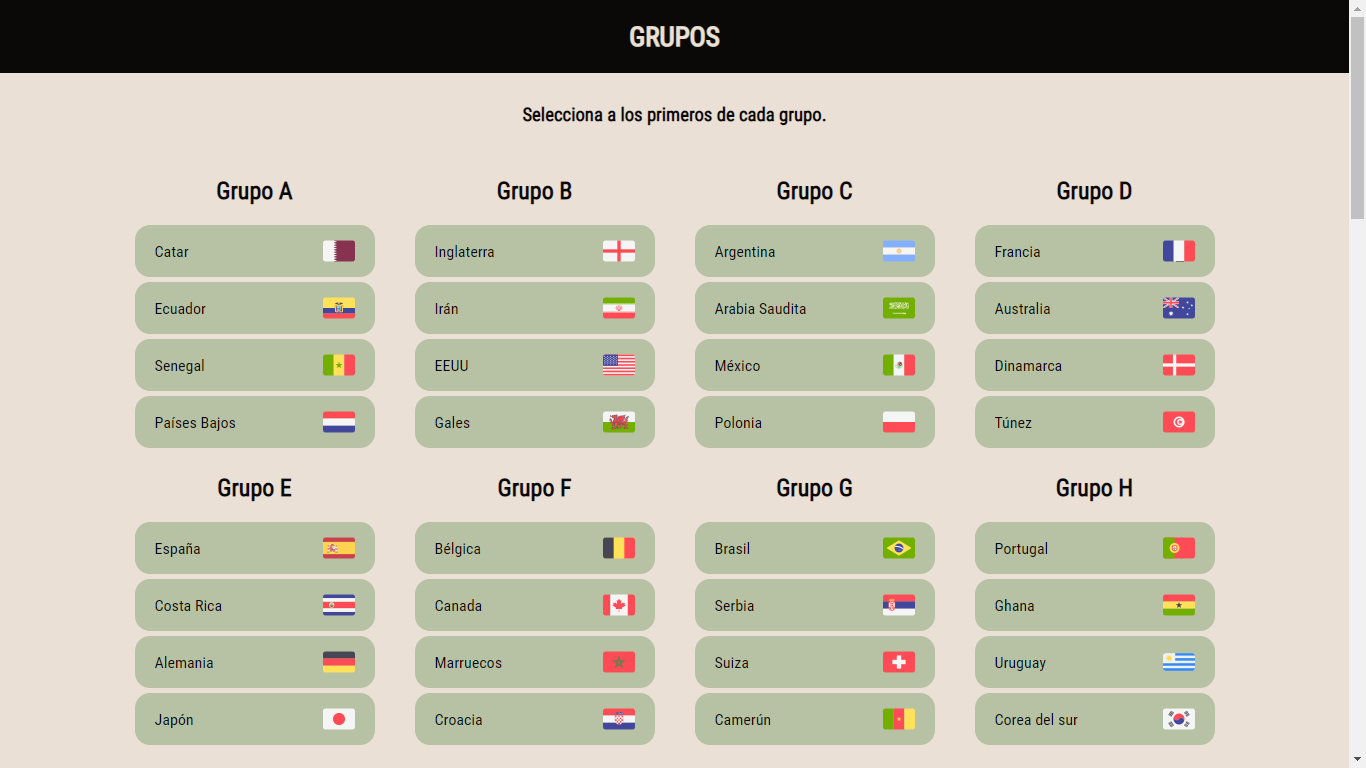 GRUPOS
Selecciona a los primeros de cada grupo.
Grupo A
Catar
Ecuador
Senegal
Países Bajos
Grupo B
Inglaterra
Irán
EEUU
Gales
Grupo C
Argentina
Arabia Saudita
México
Polonia
Grupo D
Francia
Australia
Dinamarca
Túnez
Grupo E
España
Costa Rica
Alemania
Japón
Grupo F
Bélgica
Canada
Marruecos
Croacia
Grupo G
Brasil
Serbia
Suiza
Camerún
Grupo H
Portugal
Ghana
Uruguay
Corea del sur